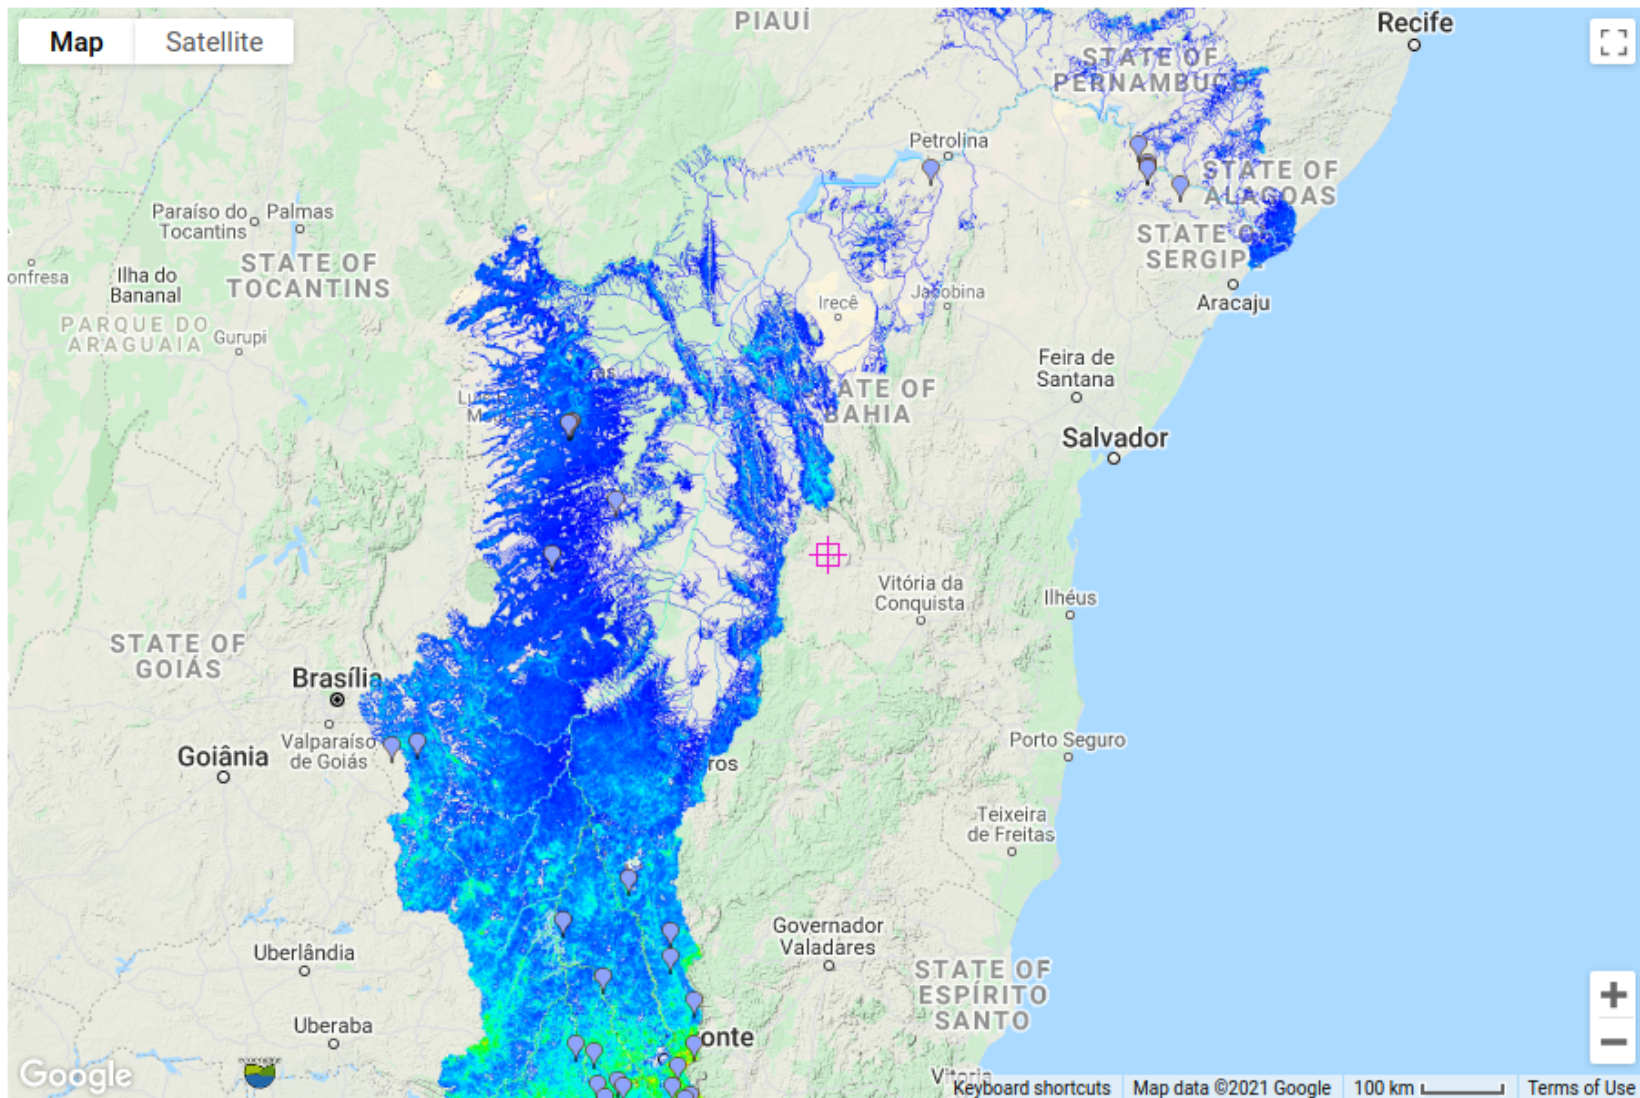 Map
Satellite
PIAUÍ
Recife
STATE OF
PERNAMBUCO
Petrolina
STATE OF
ALAGOAS
Paraíso do
Tocantins
Palmas
STATE OF
SERGIPE
STATE OF
TOCANTINS
onfresa
Ilha do
Bananal
Irecê
Jacobina
Aracaju
PARQUE DO
ARAGUAIA
Gurupi
Feira de
Santana
ATE OF
BAHIA
Salvador
Vitória da
Conquista
Ilhéus
STATE OF
GOIÁS
Brasília
Valparaíso
de Goiás
Goiânia
ros
Porto Seguro
Teixeira
de Freitas
Governador
Valadares
Uberlândia
STATE OF
ESPÍRITO
SANTO
Uberaba
onte
Vitoria
Google
Keyboard shortcuts
Map data ©2021 Google
100 km
Terms of Use